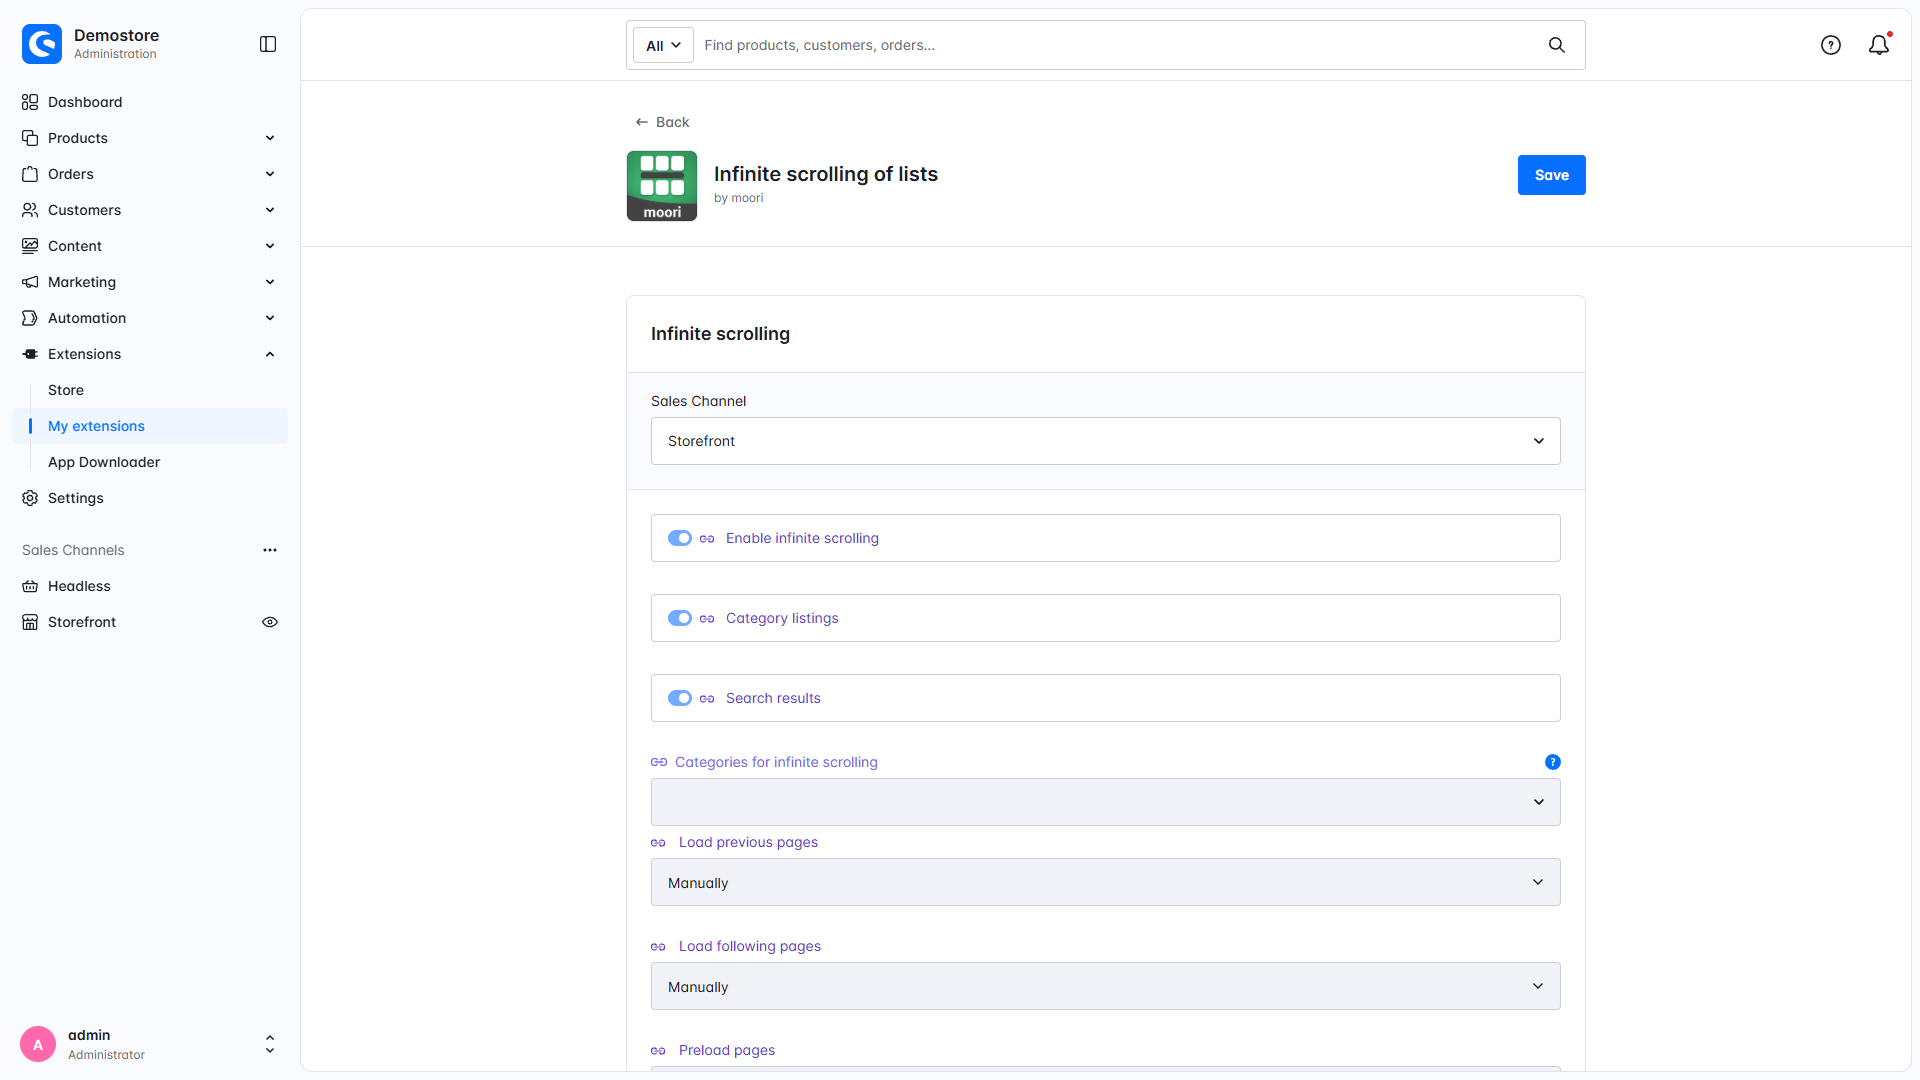 Demostore
Administration
Dashboard
Products
Orders
Customers
Content
Marketing
Automation
Extensions
Store
My extensions
App Downloader
Settings
Sales Channels
Headless
Storefront
A
admin
Administrator
All
Find products, customers, orders...
Back
moori
Infinite scrolling of lists
by moori
Save
Infinite scrolling
Sales Channel
Storefront
Enable infinite scrolling
Category listings
Search results
Categories for infinite scrolling
Load previous pages
Manually
Load following pages
Manually
Preload pages